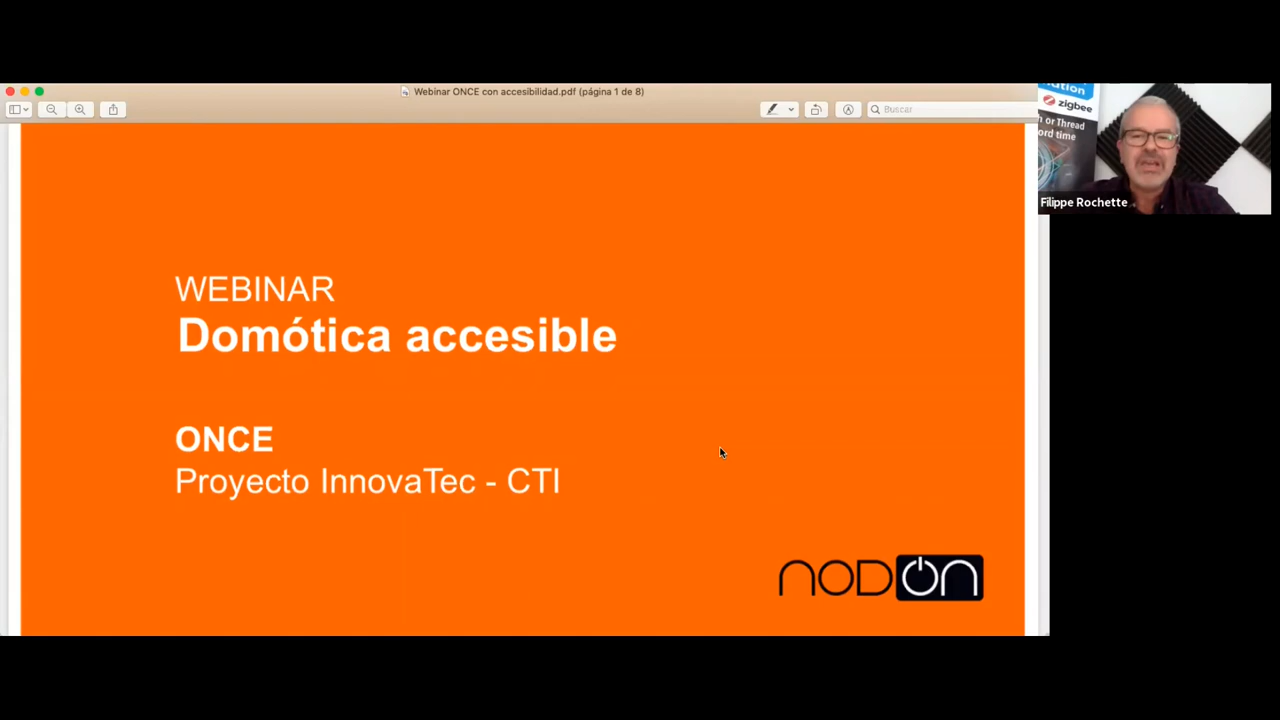 Webinar ONCE con accesibilidad.pdf (página 1 de 8)
Buscar
WEBINAR
Domótica accesible
ONCE
Proyecto InnovaTec - CTI
NODON
zigbee
or Thread
time
Filippe Rochette